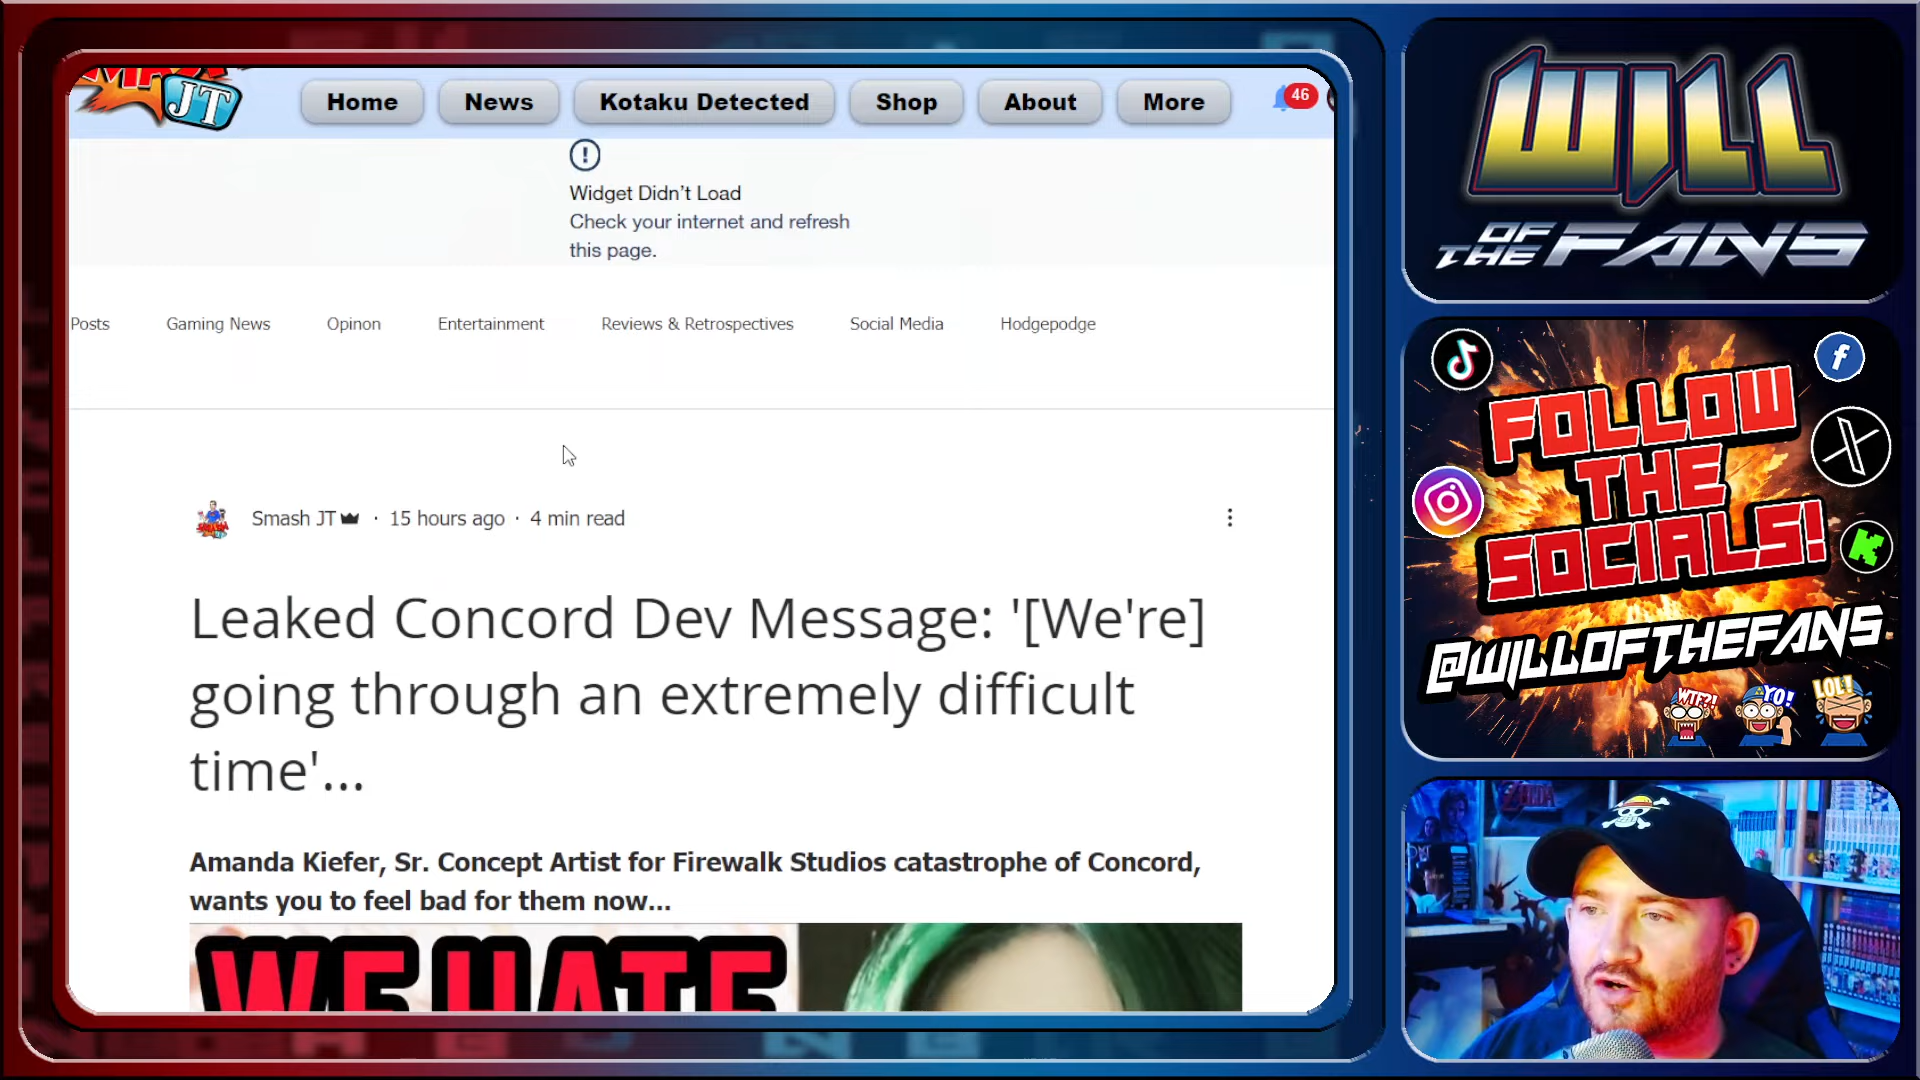 JT
Home
News
Kotaku Detected
Shop
About
More
46
Widget Didn’t Load
Check your internet and refresh
this page.
Posts
Gaming News
Opinon
Entertainment
Reviews & Retrospectives
Social Media
Hodgepodge
Smash JT · 15 hours ago · 4 min read
Leaked Concord Dev Message: '[We're]
going through an extremely difficult
time'...
Amanda Kiefer, Sr. Concept Artist for Firewalk Studios catastrophe of Concord,
wants you to feel bad for them now...
WE HATE
WILL
OF THE FANS
FOLLOW
THE
SOCIALS!
@WILLOFTHEFANS
WTF?!
YO!
LOL!